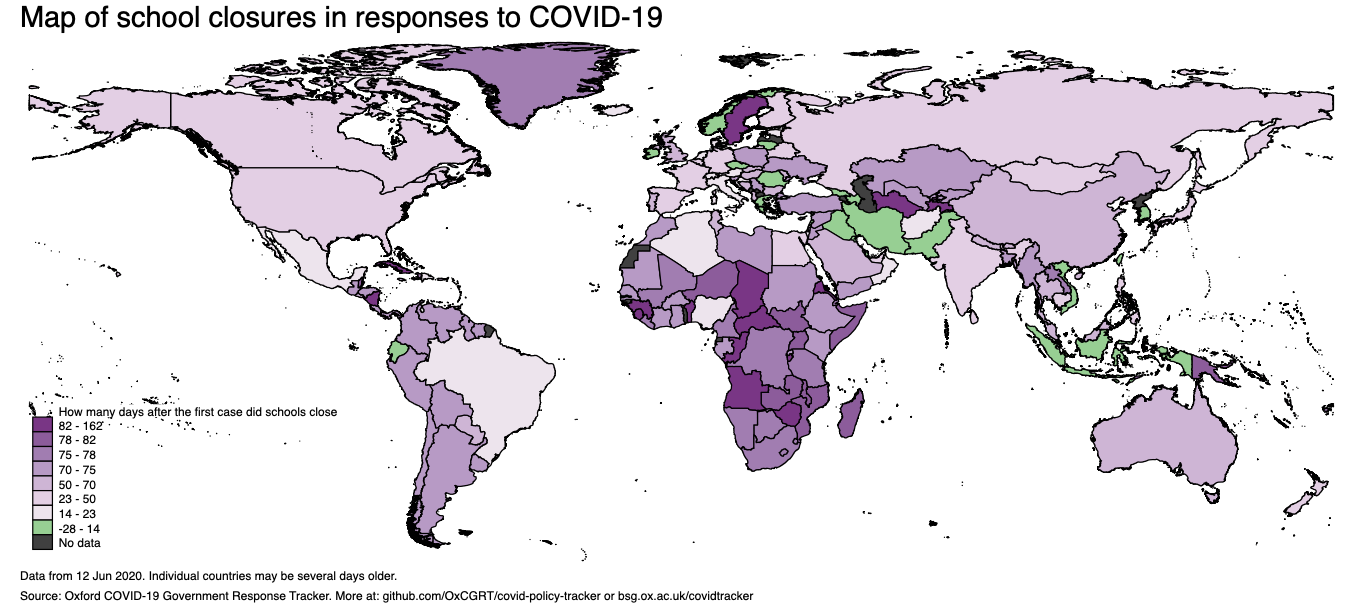 Map of school closures in responses to COVID-19
How many days after the first case did schools close
82 - 162
78 - 82
75 - 78
70 - 75
50 - 70
23 - 50
14 - 23
-28 - 14
No data
Data from 12 Jun 2020. Individual countries may be several days older.
Source: Oxford COVID-19 Government Response Tracker. More at: github.com/OxCGRT/covid-policy-tracker or bsg.ox.ac.uk/covidtracker